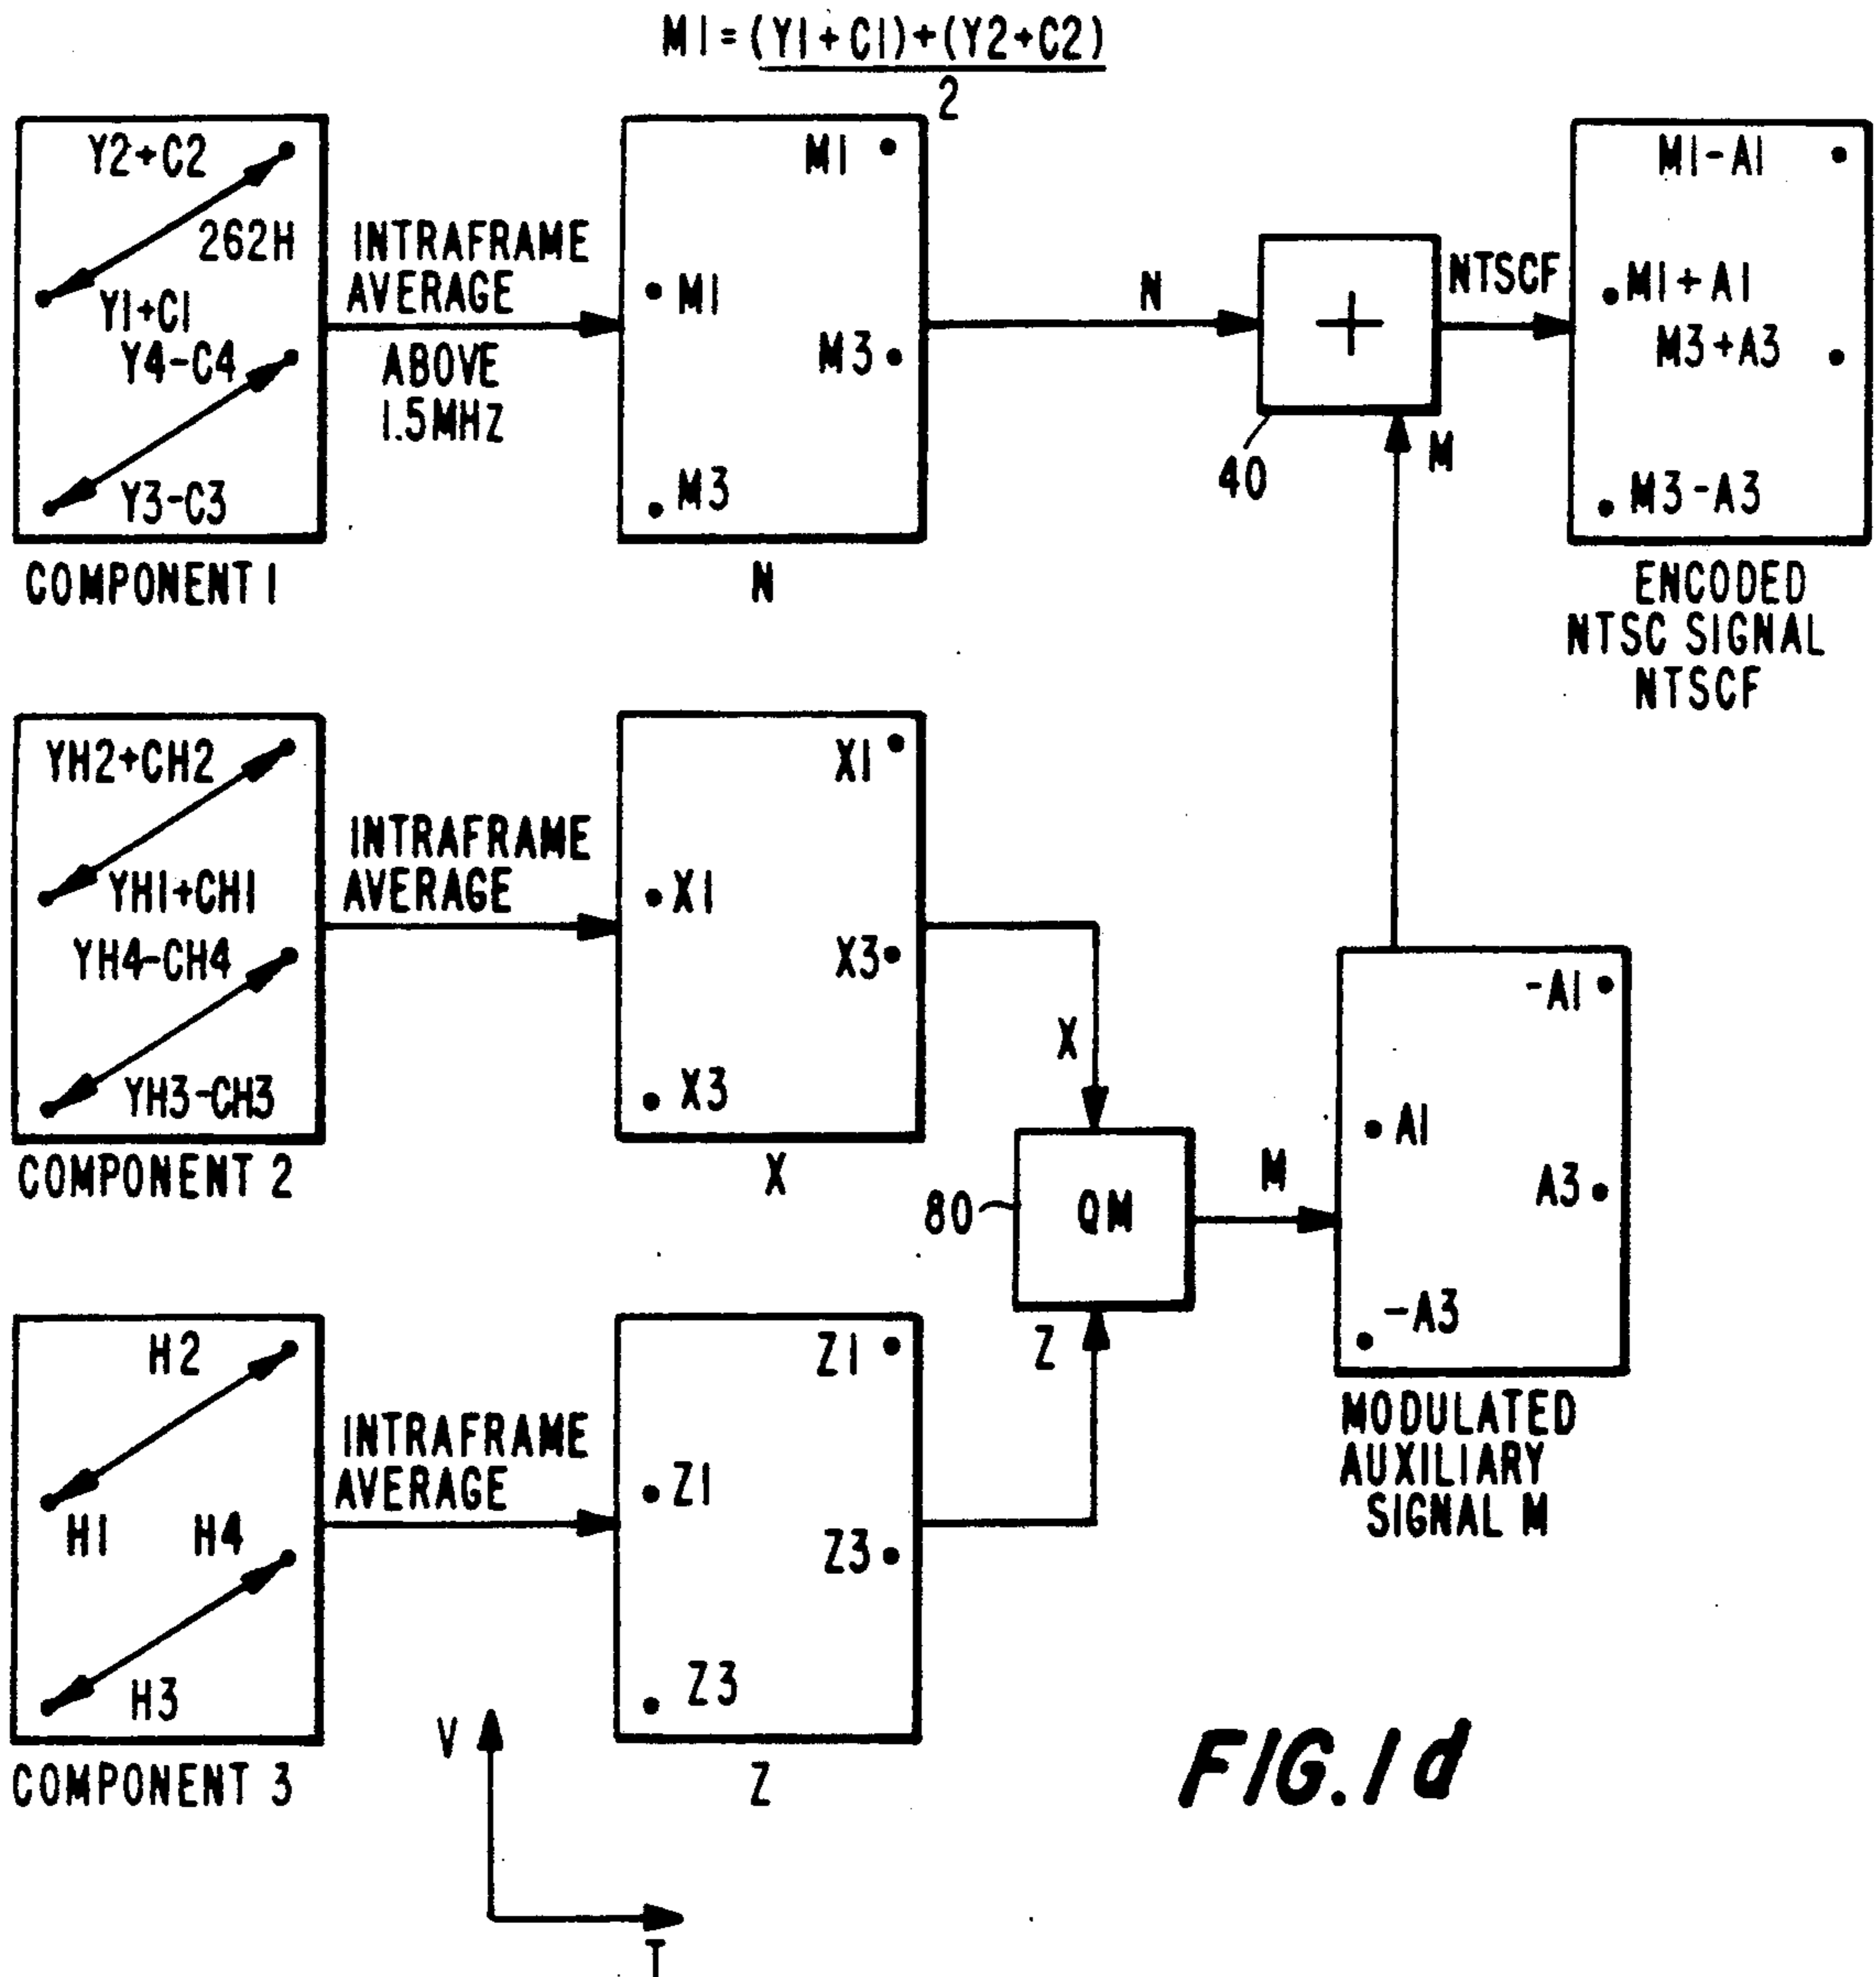 M1=(Y1+C1)+(Y2+C2)
2
Y2+C2
262H
Y1+C1
Y4-C4
Y3-C3
COMPONENT 1
INTRAFRAME
AVERAGE
ABOVE
1.5MHZ
M1
M1
M3
M3
N
N
+
40
M
NTSCF
M1-A1
M1+A1
M3+A3
M3-A3
ENCODED
NTSC SIGNAL
NTSCF
YH2+CH2
YH1+CH1
YH4-CH4
YH3-CH3
COMPONENT 2
INTRAFRAME
AVERAGE
X1
X1
X3
X3
X
X
80
QM
Z
M
-A1
A1
A3
-A3
MODULATED
AUXILIARY
SIGNAL M
H2
H1
H4
H3
COMPONENT 3
INTRAFRAME
AVERAGE
Z1
Z1
Z3
Z3
Z
V
T
FIG. 1d